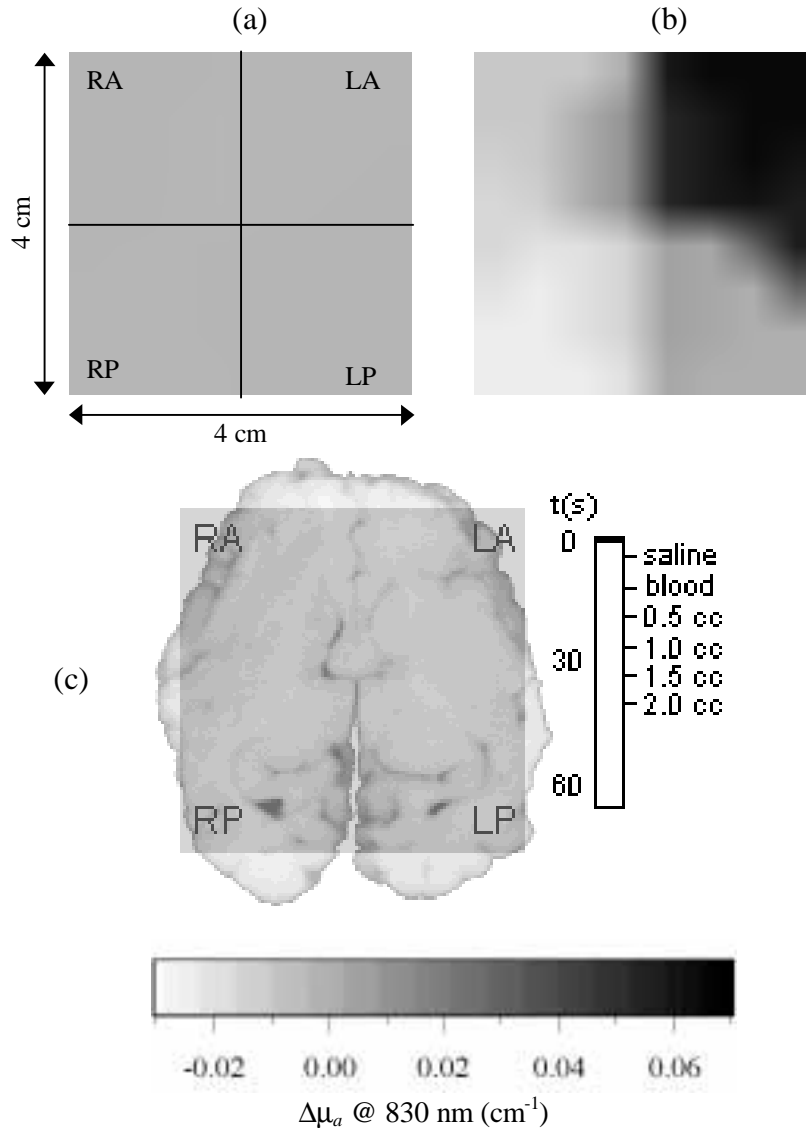 (a)
(b)
RA
LA
4 cm
RP
LP
4 cm
(c)
RA
LA
RP
LP
t(s)
0
saline
blood
0.5 cc
1.0 cc
30
1.5 cc
2.0 cc
60
-0.02 0.00 0.02 0.04 0.06
Δμa @ 830 nm (cm-1)